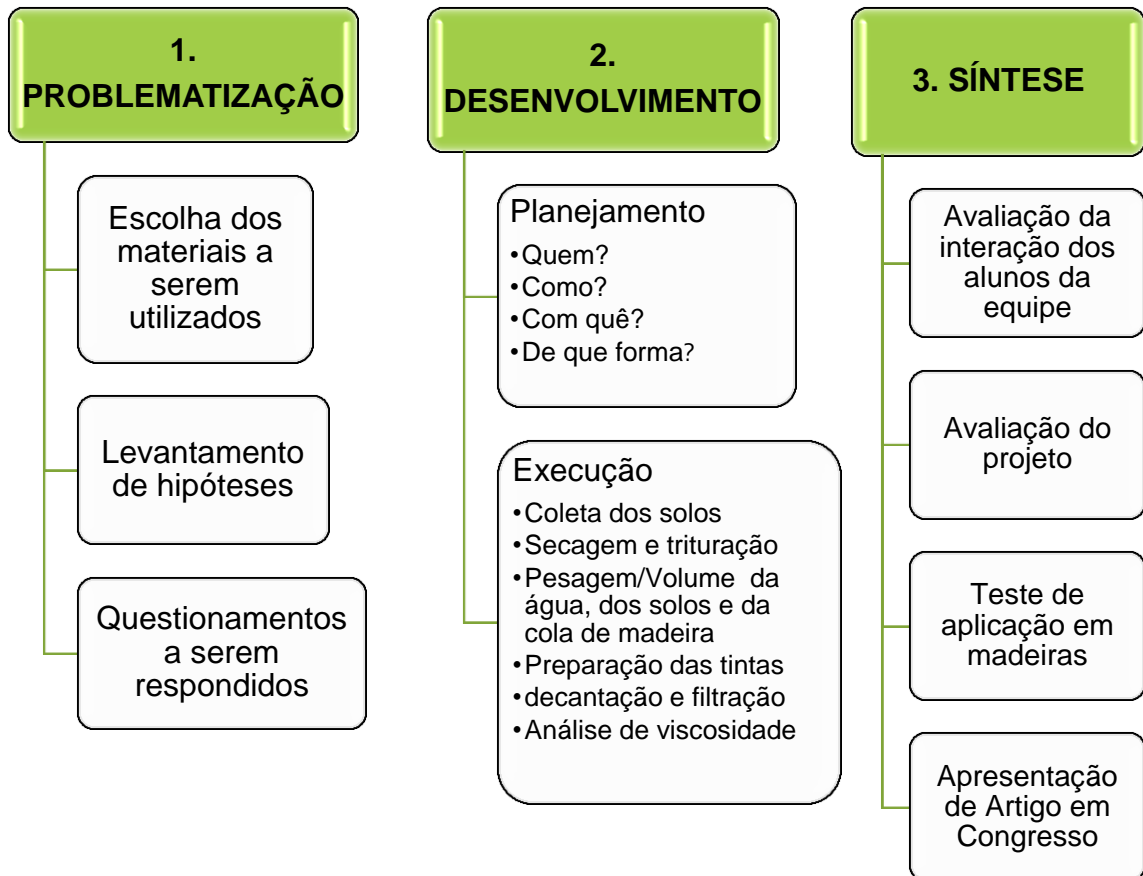 1.
PROBLEMATIZAÇÃO
Escolha dos
materiais a
serem
utilizados
Levantamento
de hipóteses
Questionamentos
a serem
respondidos
2.
DESENVOLVIMENTO
Planejamento
•Quem?
•Como?
•Com quê?
•De que forma?
Execução
•Coleta dos solos
•Secagem e trituração
•Pesagem/Volume da
água, dos solos e da
cola de madeira
•Preparação das tintas
•decantação e filtração
•Análise de viscosidade
3. SÍNTESE
Avaliação da
interação dos
alunos da
equipe
Avaliação do
projeto
Teste de
aplicação em
madeiras
Apresentação
de Artigo em
Congresso